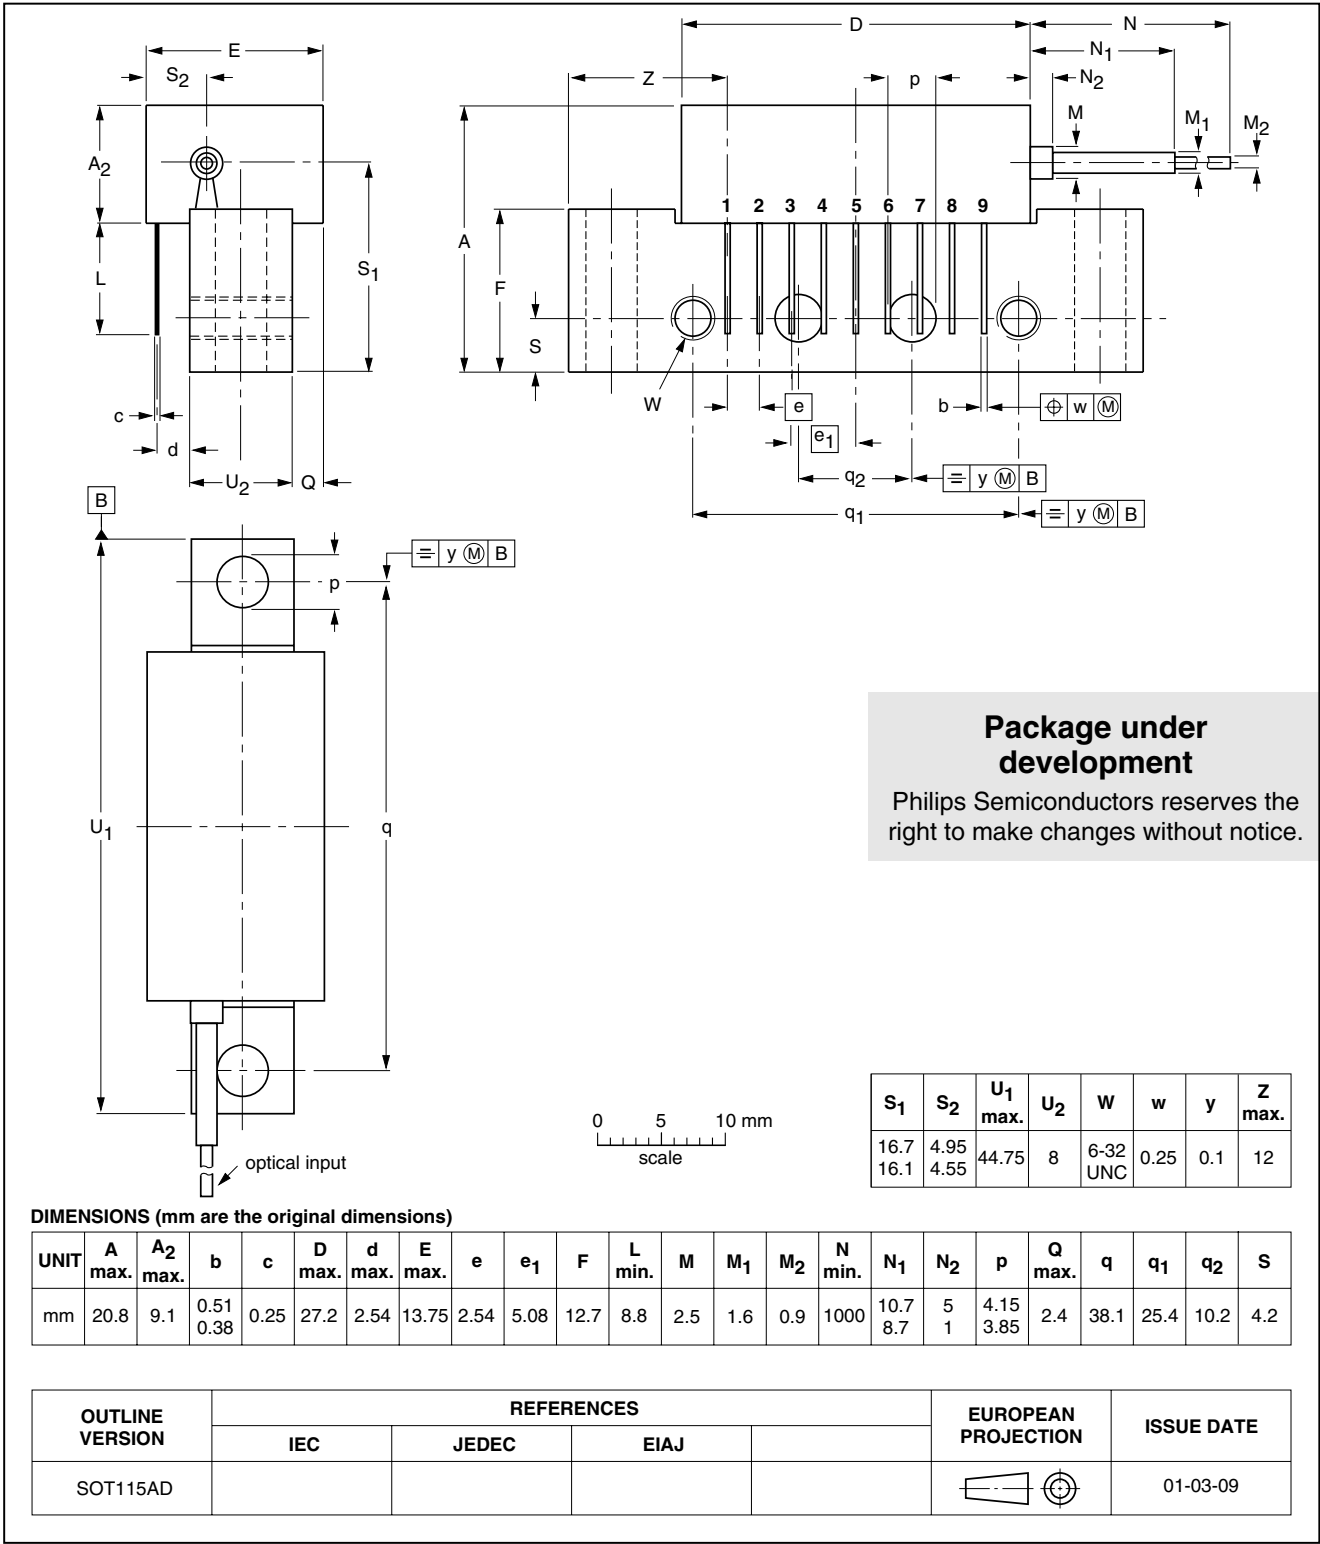 E
S2
D
N
N1
Z
p
N2
M
M1
M2
A2
1 2 3 4 5 6 7 8 9
A
L
S1
F
S
c
W
e
b
w M
d
e1
U2
Q
q2
y M B
q1
y M B
B
y M B
p
Package under
development
Philips Semiconductors reserves the
right to make changes without notice.
U1
q
S1 S2 U1 max. U2 W w y Z max.
16.7 16.1 4.95 4.55 44.75 8 6-32 UNC 0.25 0.1 12
0 5 10 mm
scale
optical input
DIMENSIONS (mm are the original dimensions)
UNIT A max. A2 max. b c D max. d max. E max. e e1 F L min. M M1 M2 N min. N1 N2 p Q max. q q1 q2 S
mm 20.8 9.1 0.51 0.38 0.25 27.2 2.54 13.75 2.54 5.08 12.7 8.8 2.5 1.6 0.9 1000 10.7 8.7 5 1 4.15 3.85 2.4 38.1 25.4 10.2 4.2
OUTLINE
VERSION
REFERENCES
IEC JEDEC EIAJ
EUROPEAN
PROJECTION
ISSUE DATE
SOT115AD
01-03-09